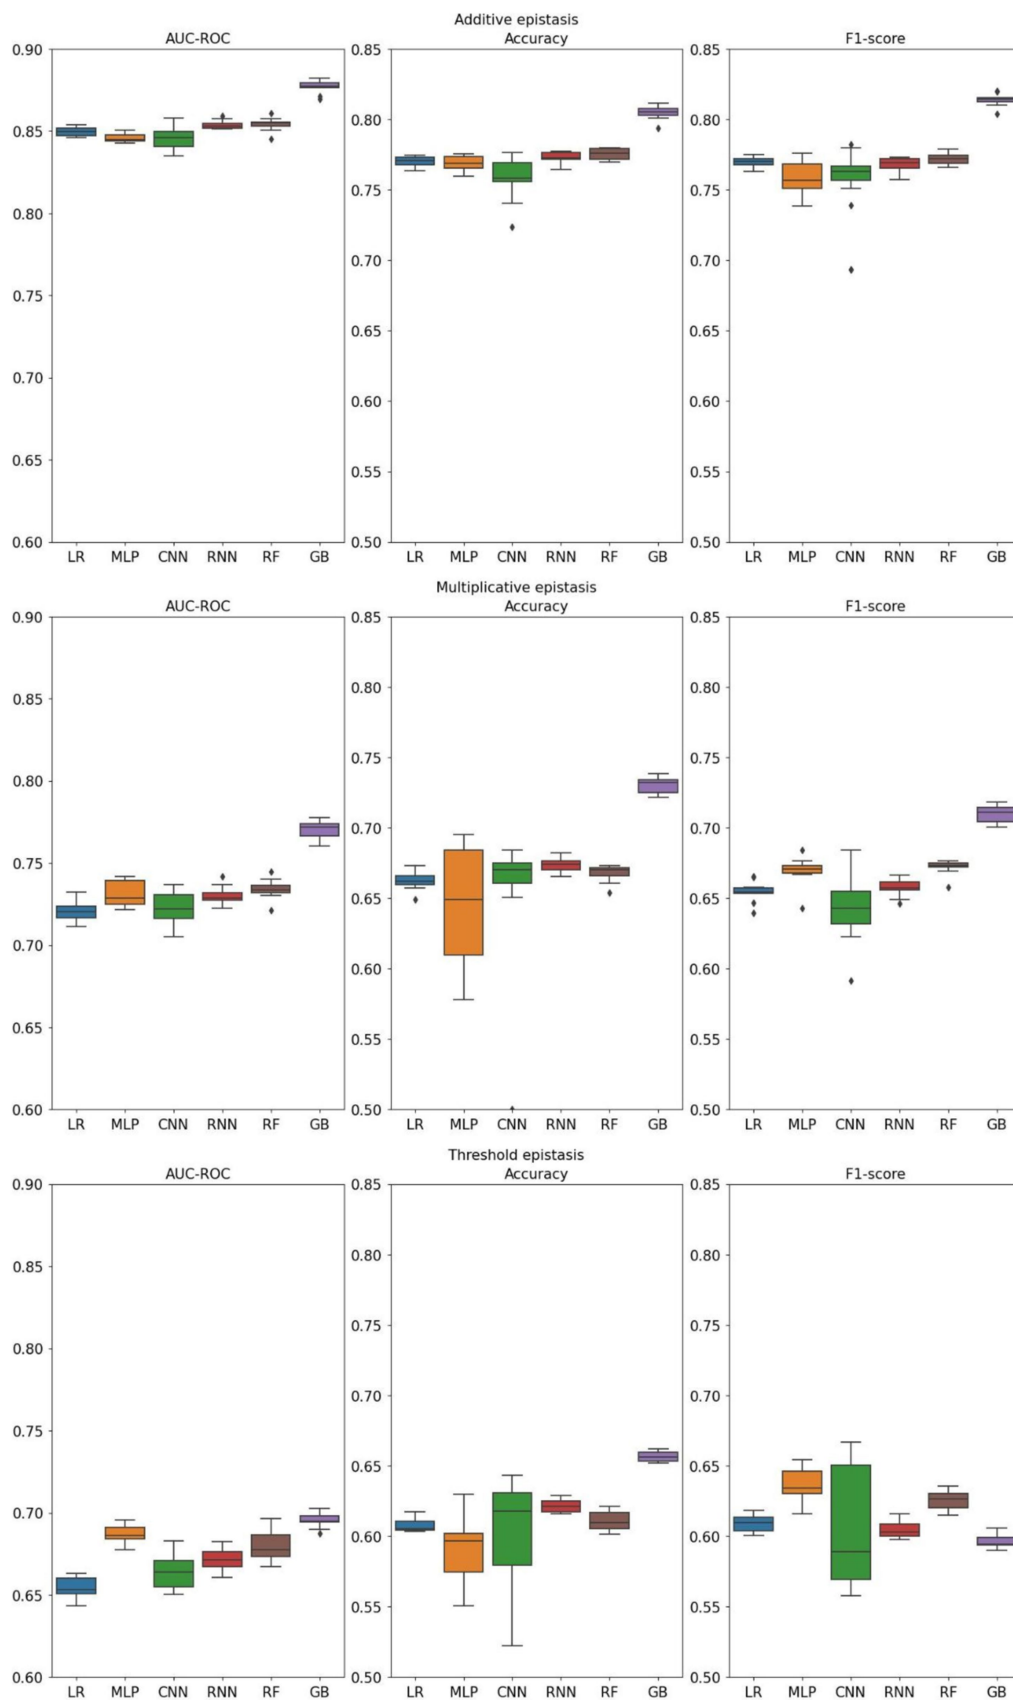 Additive epistasis
AUC-ROC Accuracy F1-score
0.90 0.85 0.85
0.85 0.80 0.80
0.80 0.75 0.75
0.75 0.70 0.70
0.70 0.65 0.65
0.65 0.60 0.60
0.55 0.55
0.60 0.50 0.50
LR MLP CNN RNN RF GB LR MLP CNN RNN RF GB LR MLP CNN RNN RF GB
Multiplicative epistasis
AUC-ROC Accuracy F1-score
0.90 0.85 0.85
0.85 0.80 0.80
0.80 0.75 0.75
0.75 0.70 0.70
0.70 0.65 0.65
0.65 0.60 0.60
0.55 0.55
0.60 0.50 0.50
LR MLP CNN RNN RF GB LR MLP CNN RNN RF GB LR MLP CNN RNN RF GB
Threshold epistasis
AUC-ROC Accuracy F1-score
0.90 0.85 0.85
0.85 0.80 0.80
0.80 0.75 0.75
0.75 0.70 0.70
0.70 0.65 0.65
0.65 0.60 0.60
0.55 0.55
0.60 0.50 0.50
LR MLP CNN RNN RF GB LR MLP CNN RNN RF GB LR MLP CNN RNN RF GB